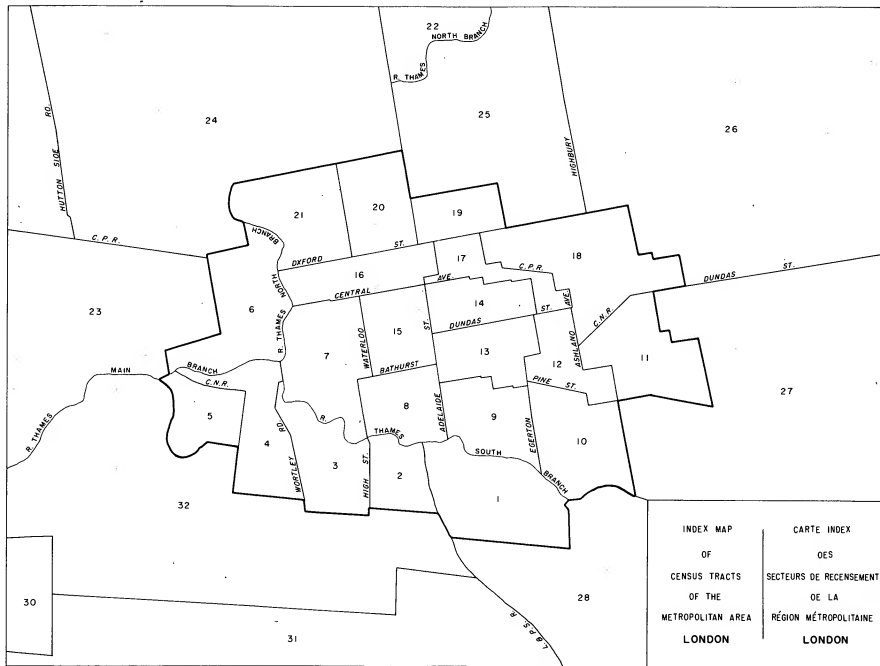 22
NORTH BRANCH
R. THAMES
HUTTON SIDE RD.
24
25
HIGHBURY
26
C. P. R.
21
20
19
BRANCH
DXFORD ST.
17
C.P.R.
18
16
DUNDAS ST.
NORTH
CENTRAL AVE
23
6
14
DUNDAS ST.
AVE
C.N.R.
R. THAMES
WATERLOO
15
ST.
7
13
ASHLAND
MAIN
BRANCH
BATHURST
12
11
C.N.R.
PINE ST.
27
5
8
ADELAIDE
9
R. THAMES
RD.
R.
THAMES
EGERTON
10
4
WORTLEY
3
HIGH ST.
2
SOUTH
BRANCH
1
32
30
31
28
L.&P.S. R.
INDEX MAP
OF
CENSUS TRACTS
OF THE
METROPOLITAN AREA
LONDON
CARTE INDEX
OES
SECTEURS DE RECENSEMENT
OE LA
RÉGION MÉTROPOLITAINE
LONDON